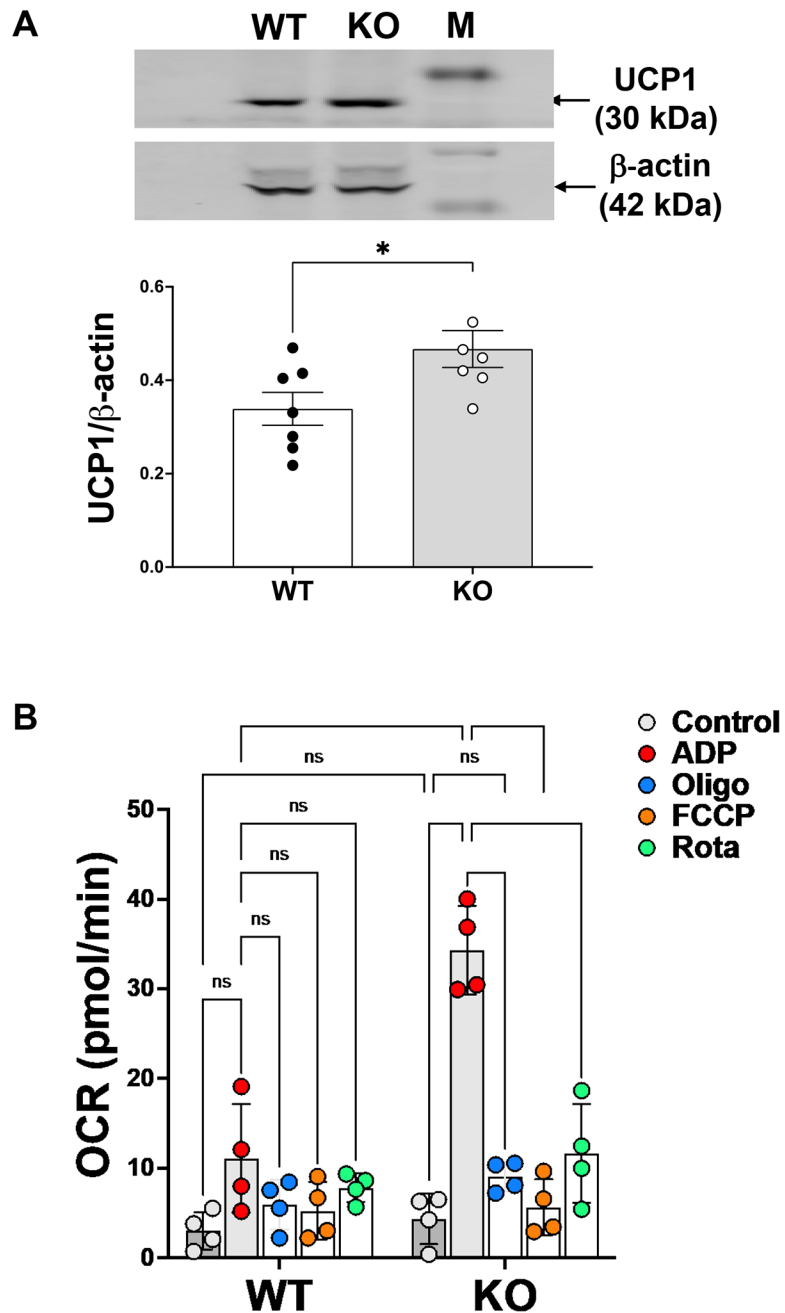 A
WT KO M
UCP1
(30 kDa)
β-actin
(42 kDa)
*
UCP1/β-actin
0.6
0.4
0.2
0.0
WT KO
B
Control
ADP
Oligo
FCCP
Rota
ns ns
ns
ns
ns
ns
OCR (pmol/min)
50
40
30
20
10
0
WT KO